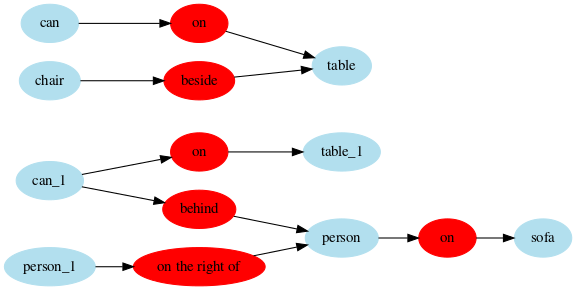 can
on
table
chair
beside
can_1
on
table_1
behind
person
on
sofa
person_1
on the right of